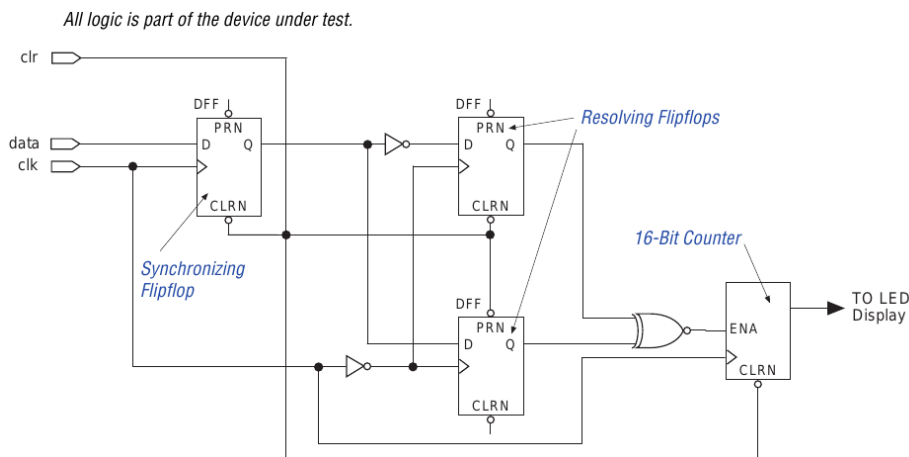 All logic is part of the device under test.
clr
DFF
DFF
PRN
PRN
Resolving Flipflops
data
D
Q
D
Q
clk
CLRN
CLRN
16-Bit Counter
Synchronizing
Flipflop
DFF
TO LED
Display
PRN
ENA
D
Q
CLRN
CLRN